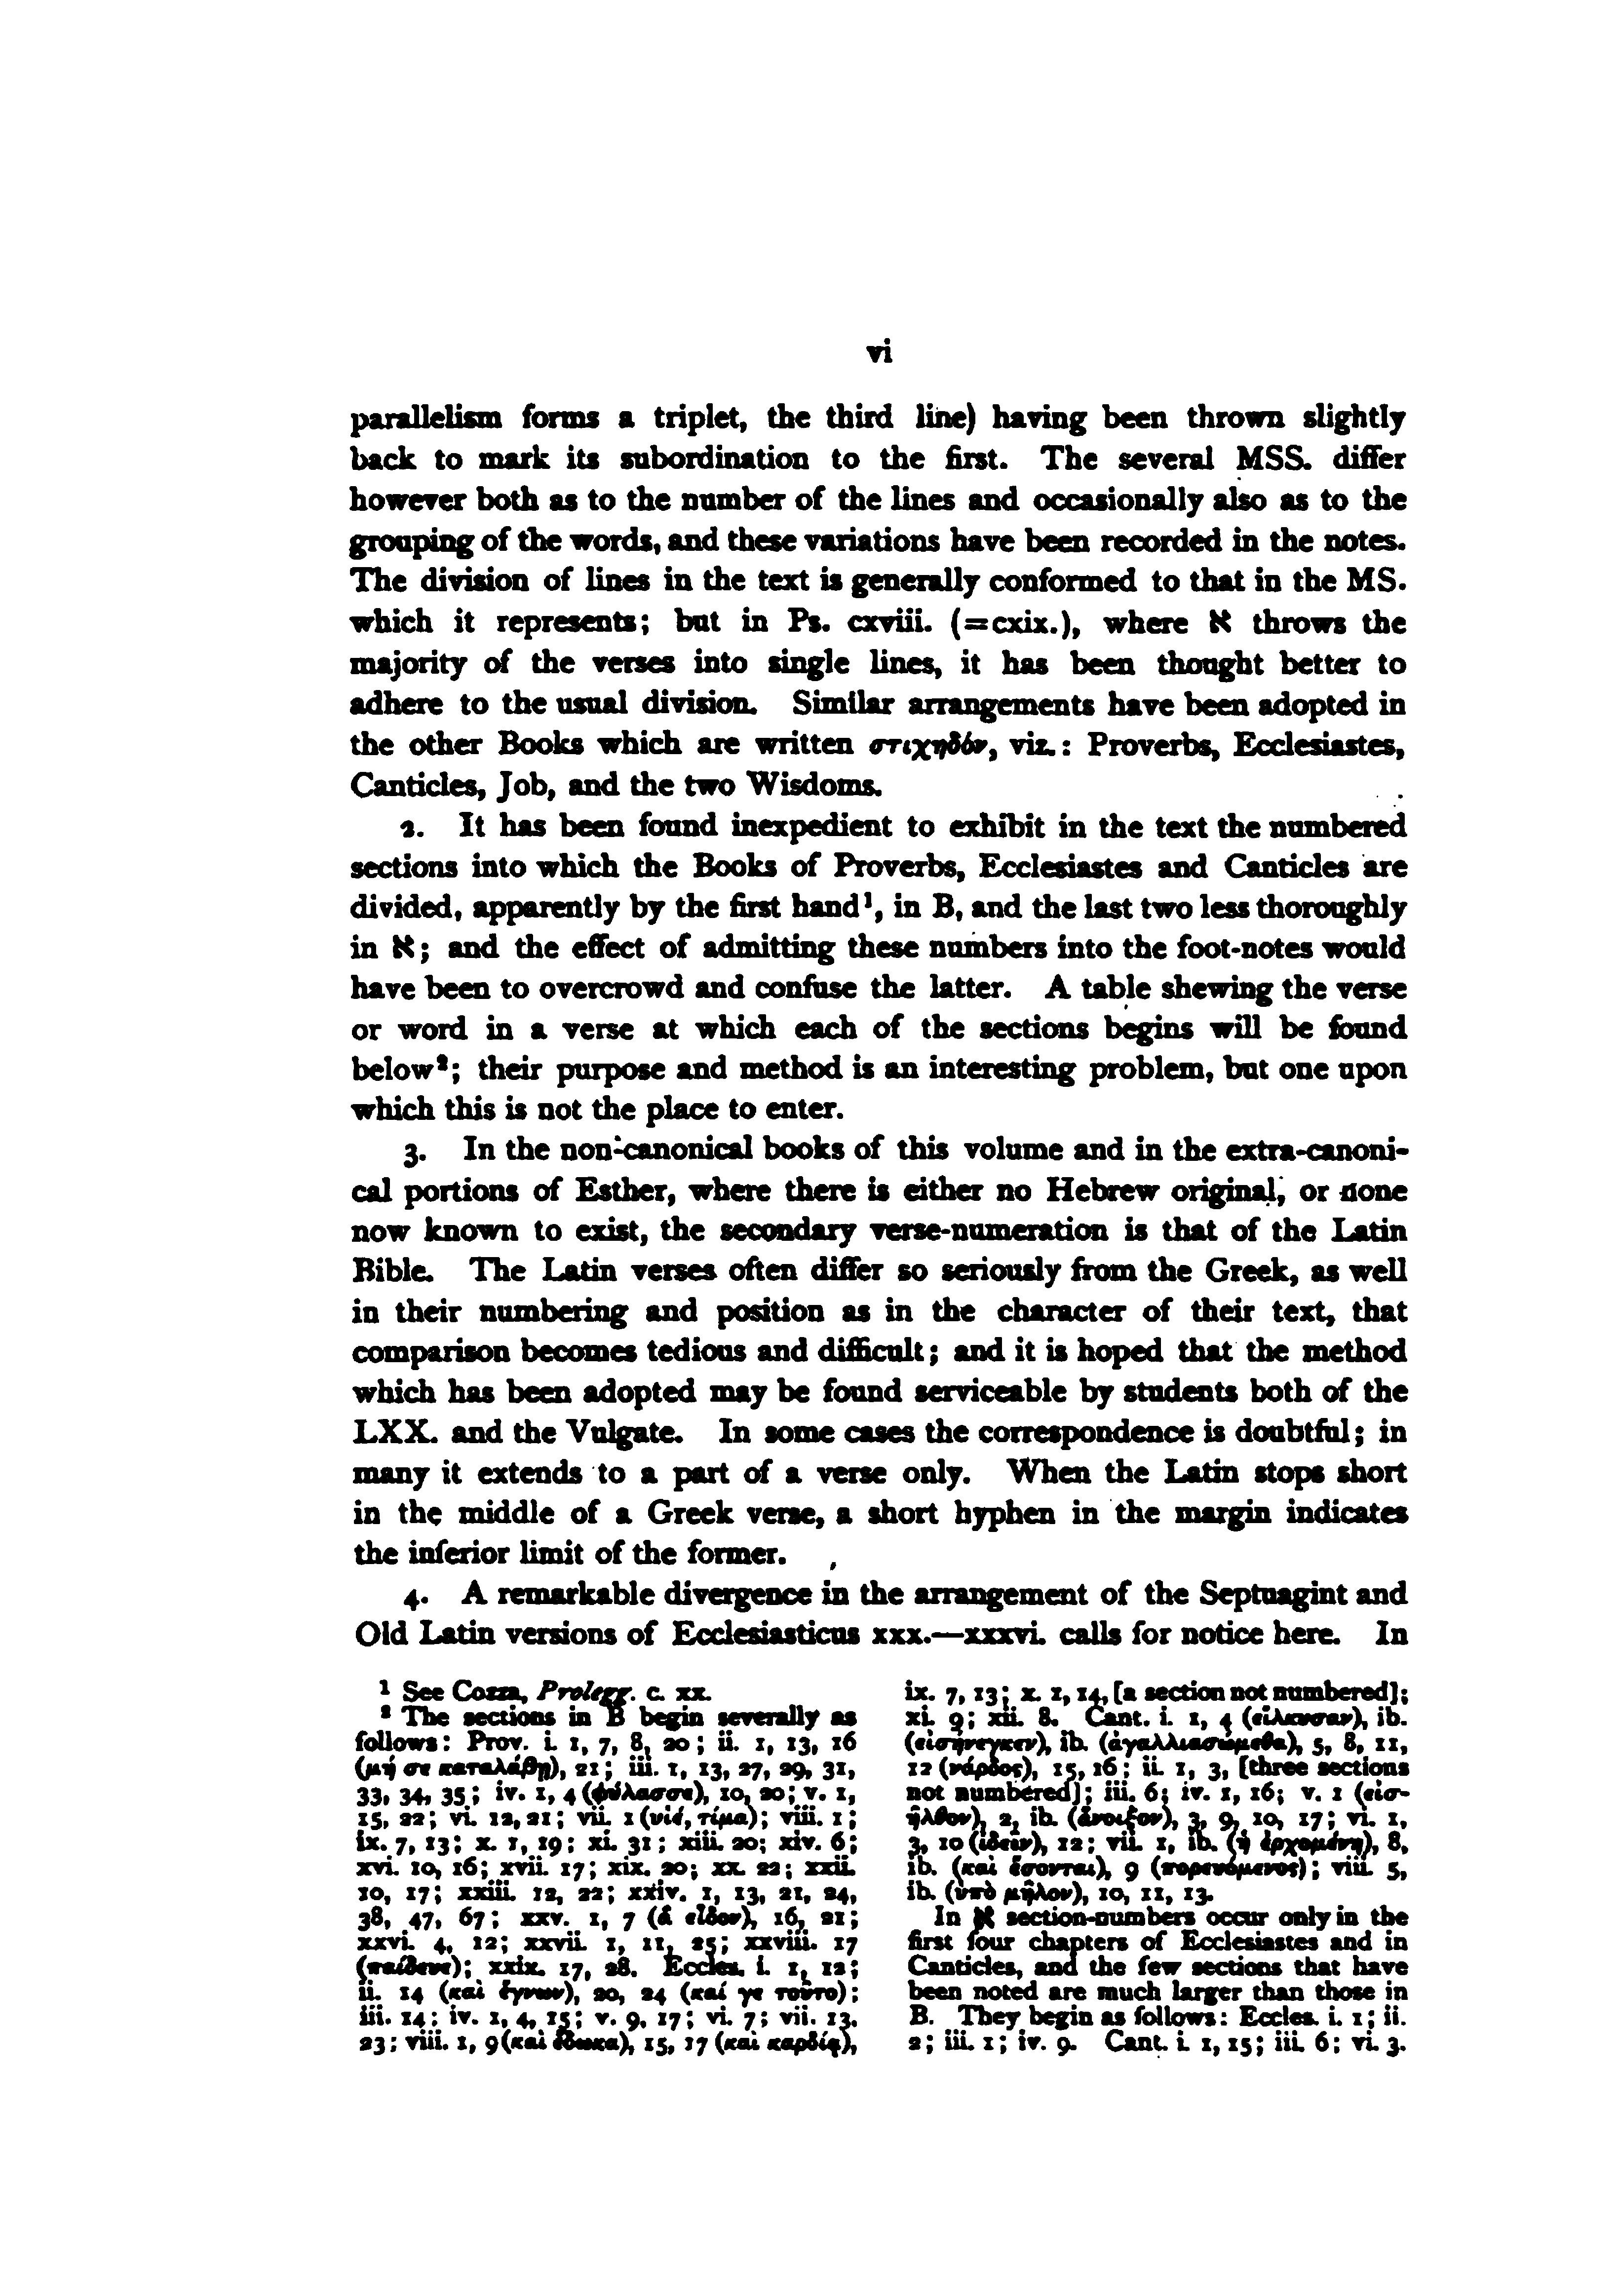 vi
parallelism forms a triplet, the third line) having been thrown slightly
back to mark its subordination to the first. The several MSS. differ
however both as to the number of the lines and occasionally also as to the
grouping of the words, and these variations have been recorded in the notes.
The division of lines in the text is generally conformed to that in the MS.
which it represents; but in Ps. cxviii. (=cxix.), where א throws the
majority of the verses into single lines, it has been thought better to
adhere to the usual division. Similar arrangements have been adopted in
the other Books which are written στιχηδόν, viz.: Proverbs, Ecclesiastes,
Canticles, Job, and the two Wisdoms.
2. It has been found inexpedient to exhibit in the text the numbered
sections into which the Books of Proverbs, Ecclesiastes and Canticles are
divided, apparently by the first hand¹, in B, and the last two less thoroughly
in א; and the effect of admitting these numbers into the foot-notes would
have been to overcrowd and confuse the latter. A table shewing the verse
or word in a verse at which each of the sections begins will be found
below²; their purpose and method is an interesting problem, but one upon
which this is not the place to enter.
3. In the non-canonical books of this volume and in the extra-canoni-
cal portions of Esther, where there is either no Hebrew original, or none
now known to exist, the secondary verse-numeration is that of the Latin
Bible. The Latin verses often differ so seriously from the Greek, as well
in their numbering and position as in the character of their text, that
comparison becomes tedious and difficult; and it is hoped that the method
which has been adopted may be found serviceable by students both of the
LXX. and the Vulgate. In some cases the correspondence is doubtful; in
many it extends to a part of a verse only. When the Latin stops short
in the middle of a Greek verse, a short hyphen in the margin indicates
the inferior limit of the former.
4. A remarkable divergence in the arrangement of the Septuagint and
Old Latin versions of Ecclesiasticus xxx.—xxxvi. calls for notice here. In
¹ See Cozza, Prolegg. c. xx.
² The sections in B begin severally as
follows: Prov. i. 1, 7, 8, 20; ii. 1, 13, 16
(μή σε καταλάβῃ), 21; iii. 1, 13, 27, 29, 31,
33, 34, 35; iv. 1, 4 (φύλασσε), 10, 20; v. 1,
15, 22; vi. 12, 21; vii. 1 (υἱέ, τίμα); viii. 1;
ix. 7, 13; x. 1, 19; xi. 31; xiii. 20; xiv. 6;
xvi. 10, 16; xvii. 17; xix. 20; xx. 22; xxii.
10, 17; xxiii. 12, 22; xxiv. 1, 13, 21, 24,
38, 47, 67; xxv. 1, 7 (ἃ εἶδον), 16, 21;
xxvi. 4, 12; xxvii. 1, 11, 25; xxviii. 17
(παίδευε); xxix. 17, 28. Eccles. i. 1, 12;
ii. 14 (καὶ ἔγνων), 20, 24 (καί γε τοῦτο);
iii. 14; iv. 1, 4, 15; v. 9, 17; vi. 7; vii. 13,
23; viii. 1, 9 (καὶ ἔδωκα), 15, 17 (καὶ καρδίᾳ),
ix. 7, 13; x. 1, 14, [a section not numbered];
xi. 9; xii. 8. Cant. i. 1, 4 (εἵλκυσαν), ib.
(εἰσήνεγκεν), ib. (ἀγαλλιασώμεθα), 5, 8, 11,
12 (νάρδος), 15, 16; ii. 1, 3, [three sections
not numbered]; iii. 6; iv. 1, 16; v. 1 (εἰσ-
ῆλθον), 2, ib. (ἄνοιξον), 3, 9, 10, 17; vi. 1,
3, 10 (ἰδεῖν), 12; vii. 1, ib. (ἡ ἐρχομένη), 8,
ib. (καὶ ἔσονται), 9 (πορευόμενος); viii. 5,
ib. (ὑπὸ μῆλον), 10, 11, 13.
In א section-numbers occur only in the
first four chapters of Ecclesiastes and in
Canticles, and the few sections that have
been noted are much larger than those in
B. They begin as follows: Eccles. i. 1; ii.
2; iii. 1; iv. 9. Cant. i. 1, 15; iii. 6; vi. 3.